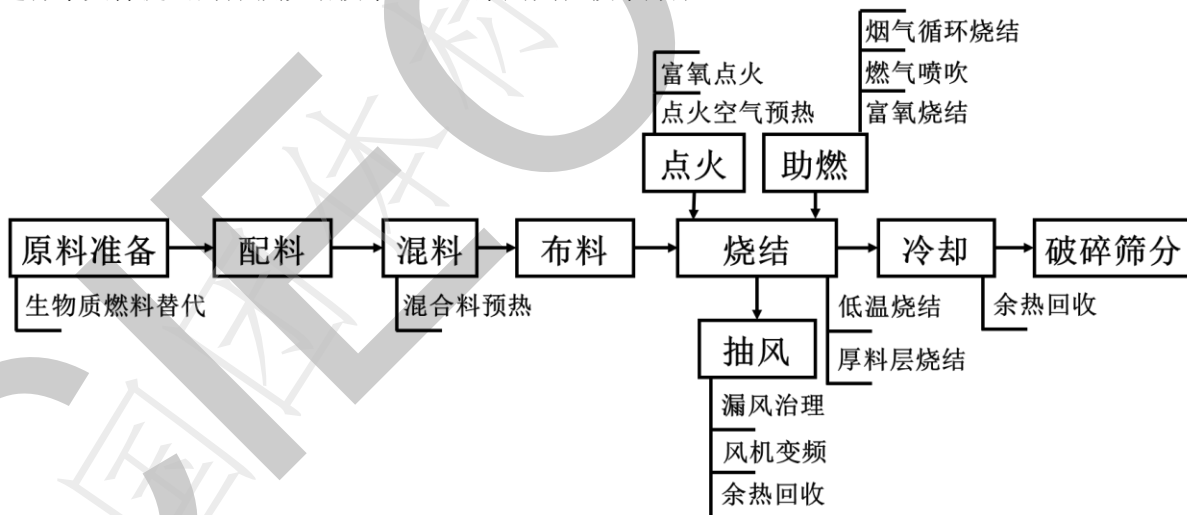 烟气循环烧结
富氧点火
燃气喷吹
点火空气预热
富氧烧结
点火
助燃
原料准备
配料
混料
布料
烧结
冷却
破碎筛分
生物质燃料替代
混合料预热
低温烧结
余热回收
抽风
厚料层烧结
漏风治理
风机变频
余热回收